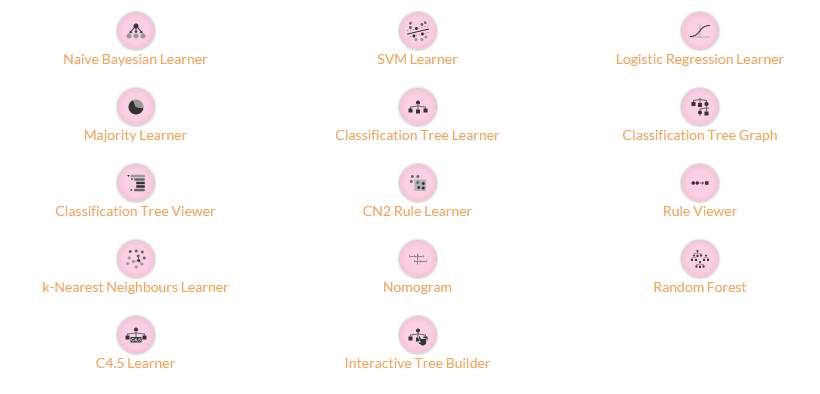 Naive Bayesian Learner
SVM Learner
Logistic Regression Learner
Majority Learner
Classification Tree Learner
Classification Tree Graph
Classification Tree Viewer
CN2 Rule Learner
Rule Viewer
k-Nearest Neighbours Learner
Nomogram
Random Forest
C4.5 Learner
Interactive Tree Builder